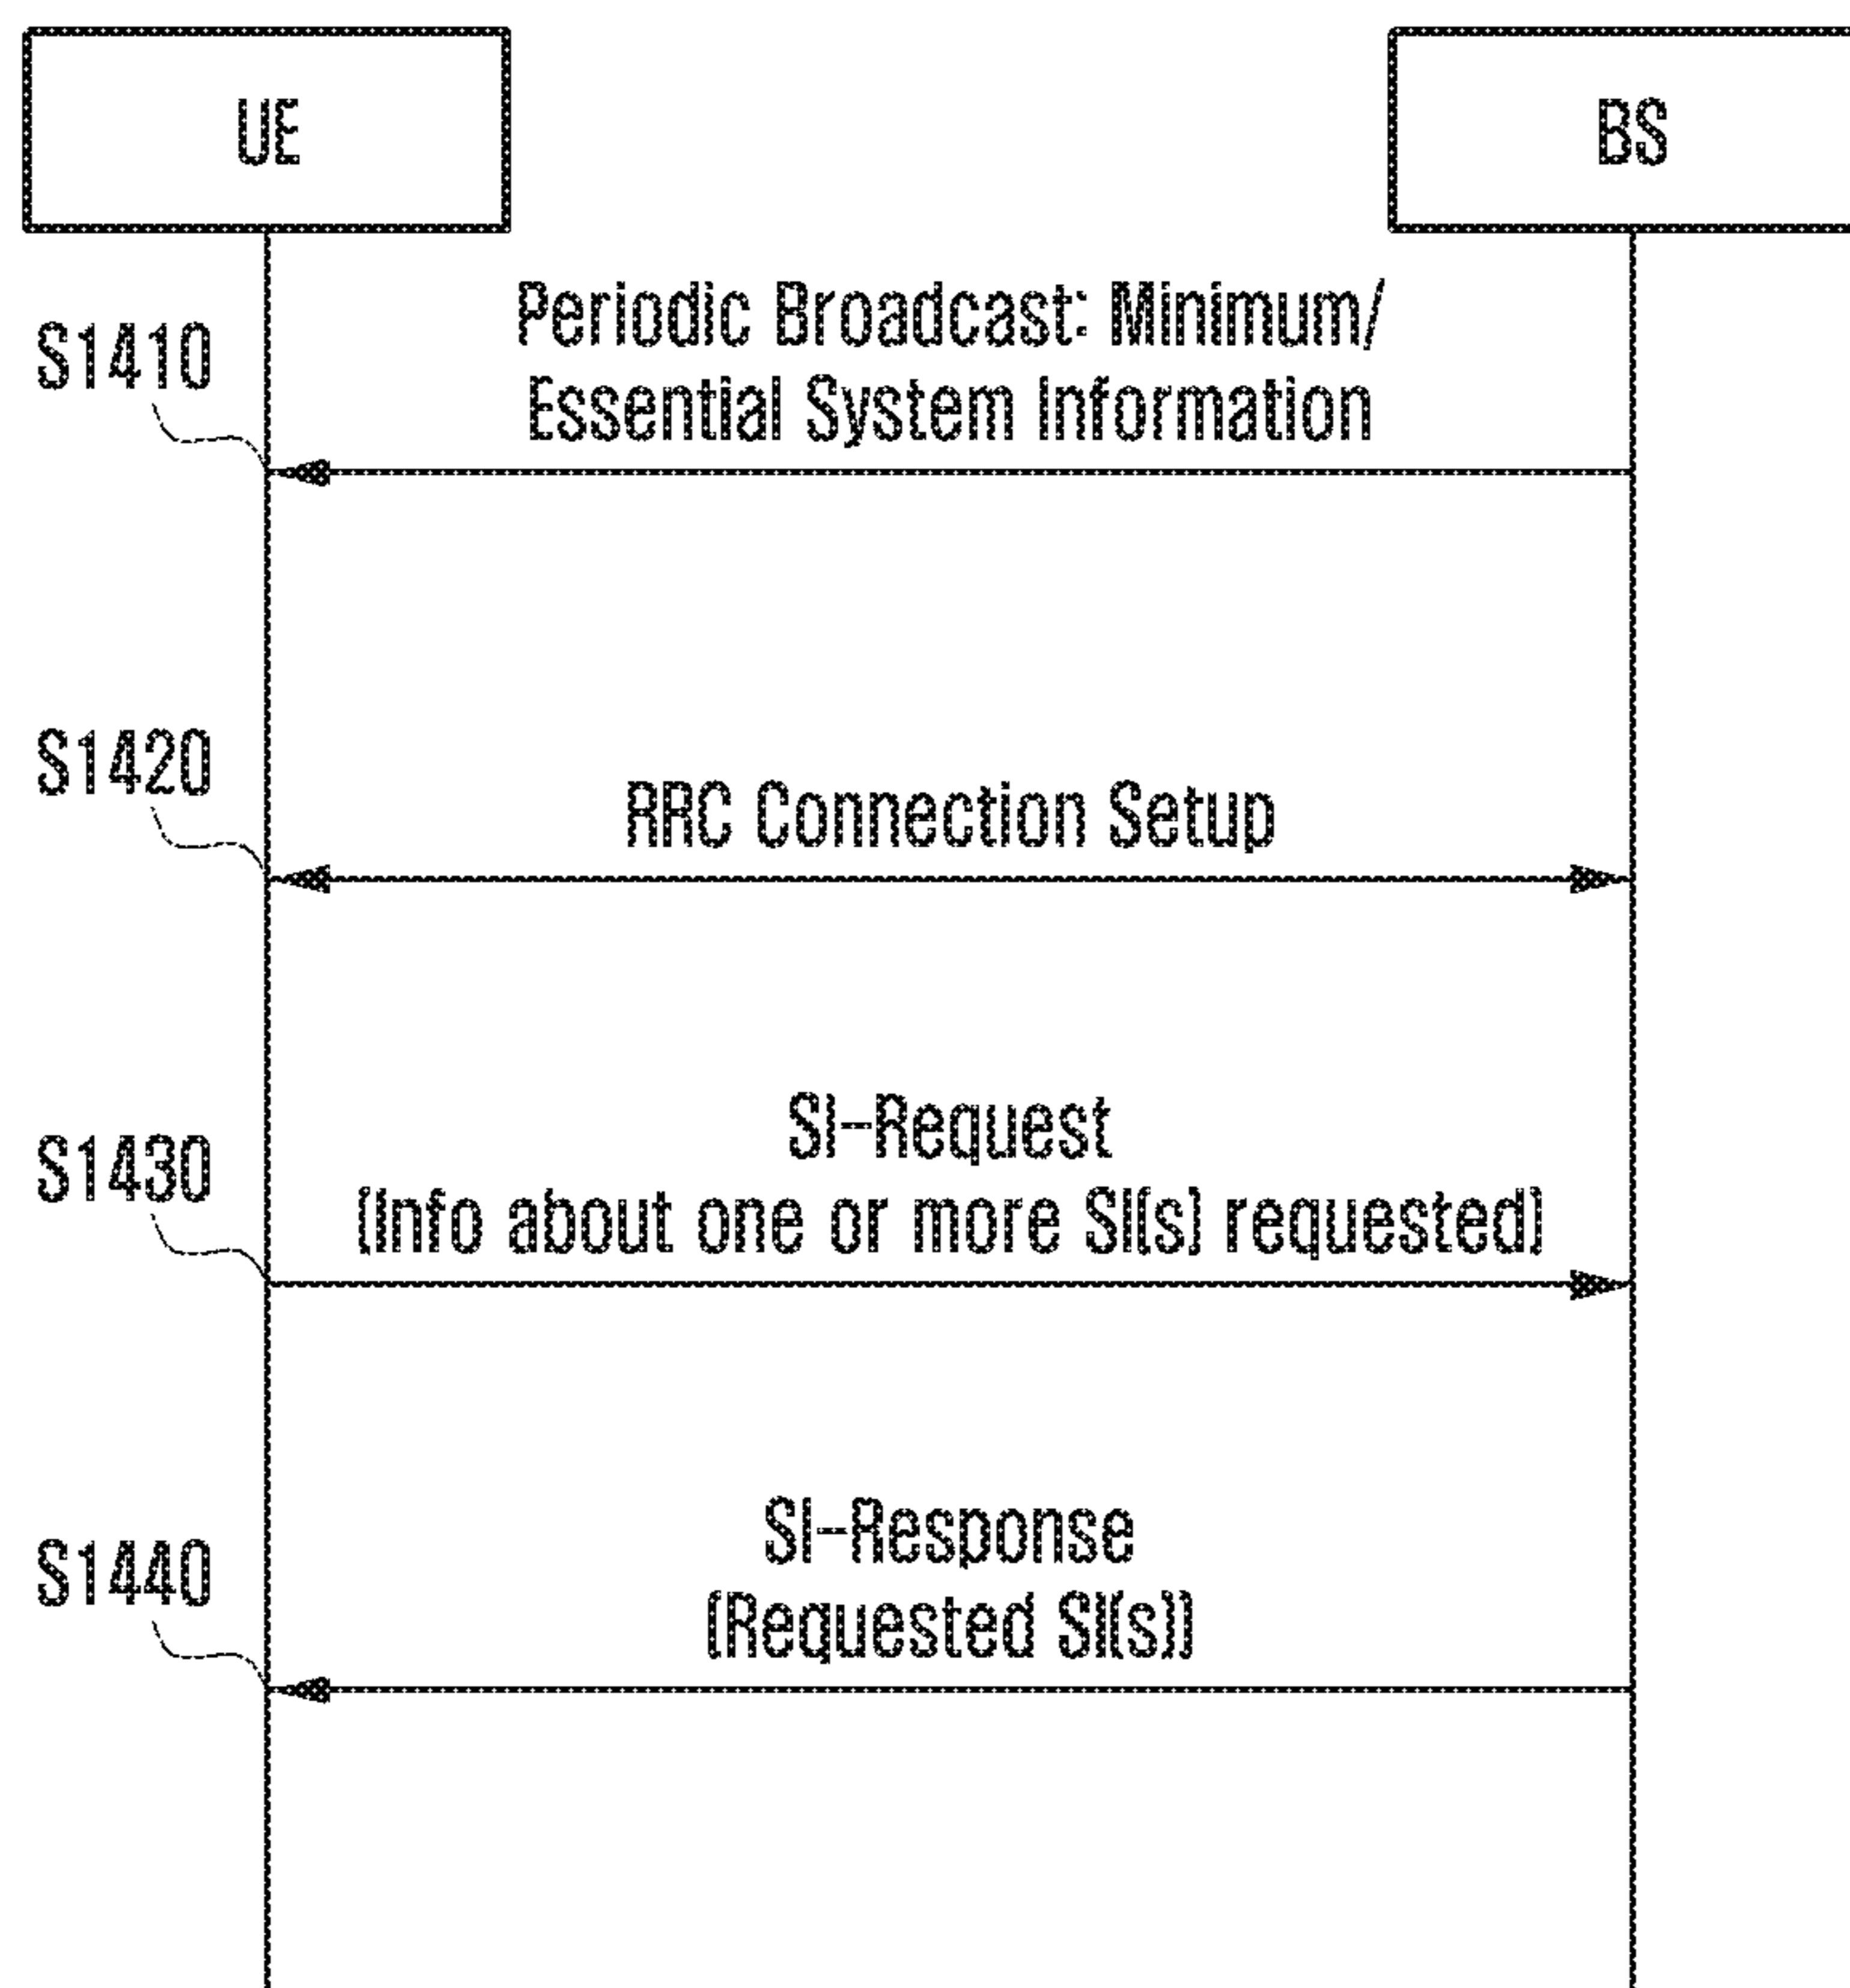 UE
BS
S1410
Periodic Broadcast: Minimum/
Essential System Information
S1420
RRC Connection Setup
S1430
SI-Request
(Info about one or more SI(s) requested)
S1440
SI-Response
(Requested SI(s))